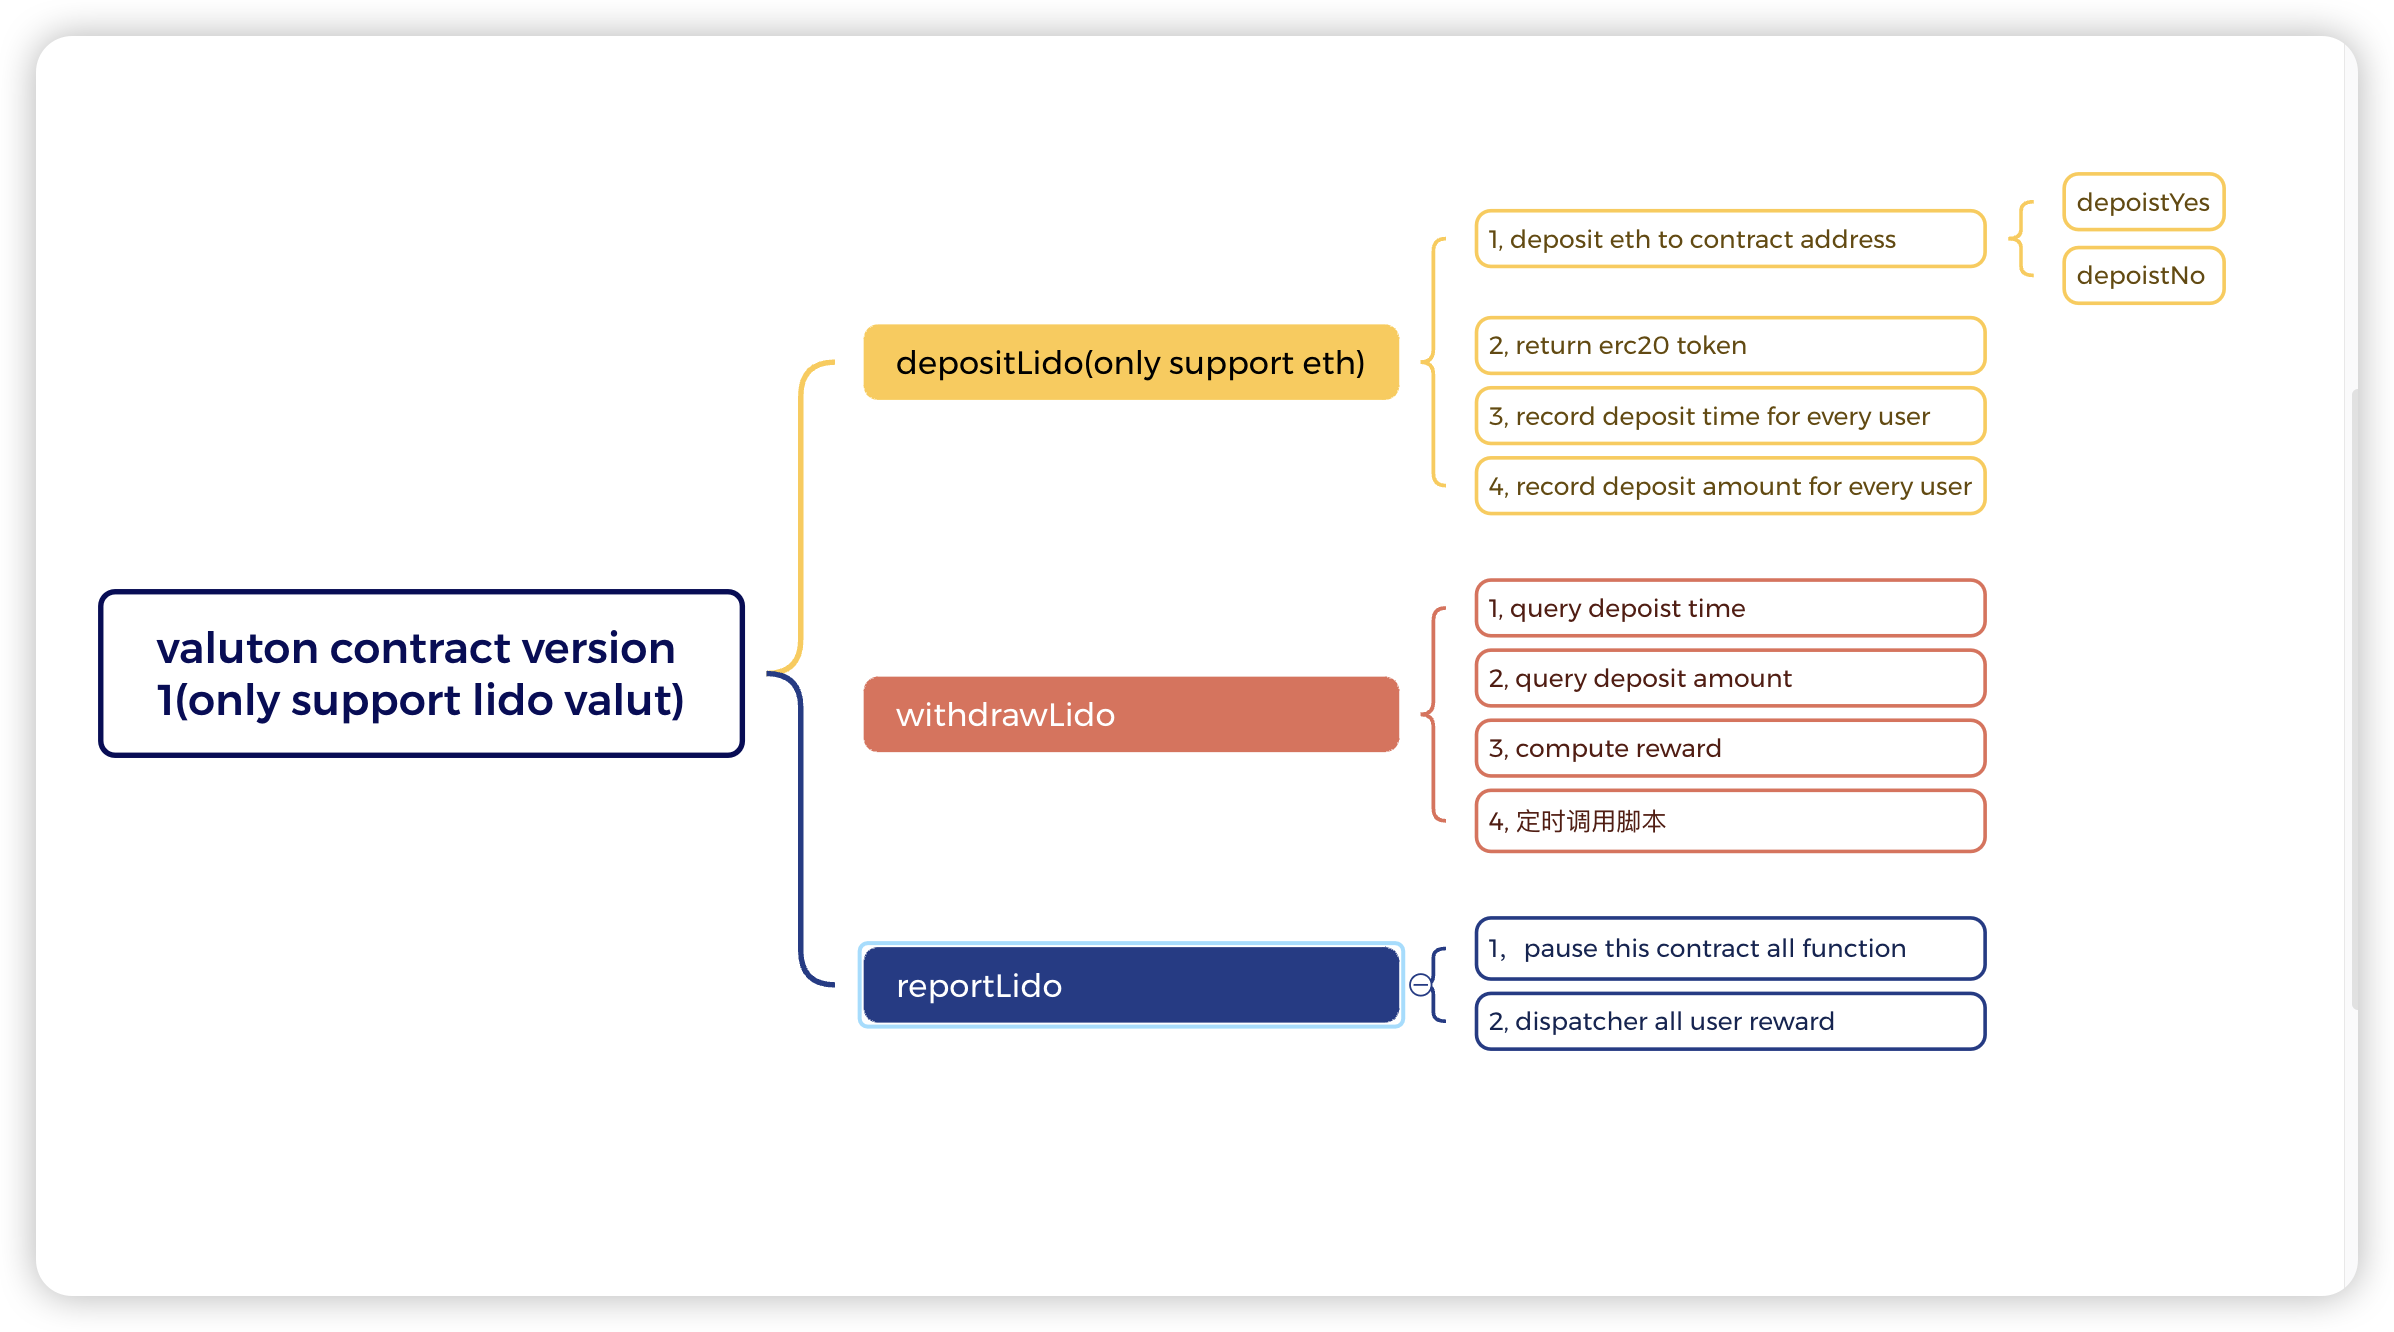 valuton contract version
1(only support lido valut)
depositLido(only support eth)
1, deposit eth to contract address
depoistYes
depoistNo
2, return erc20 token
3, record deposit time for every user
4, record deposit amount for every user
withdrawLido
1, query depoist time
2, query deposit amount
3, compute reward
4, 定时调用脚本
reportLido
1， pause this contract all function
2, dispatcher all user reward